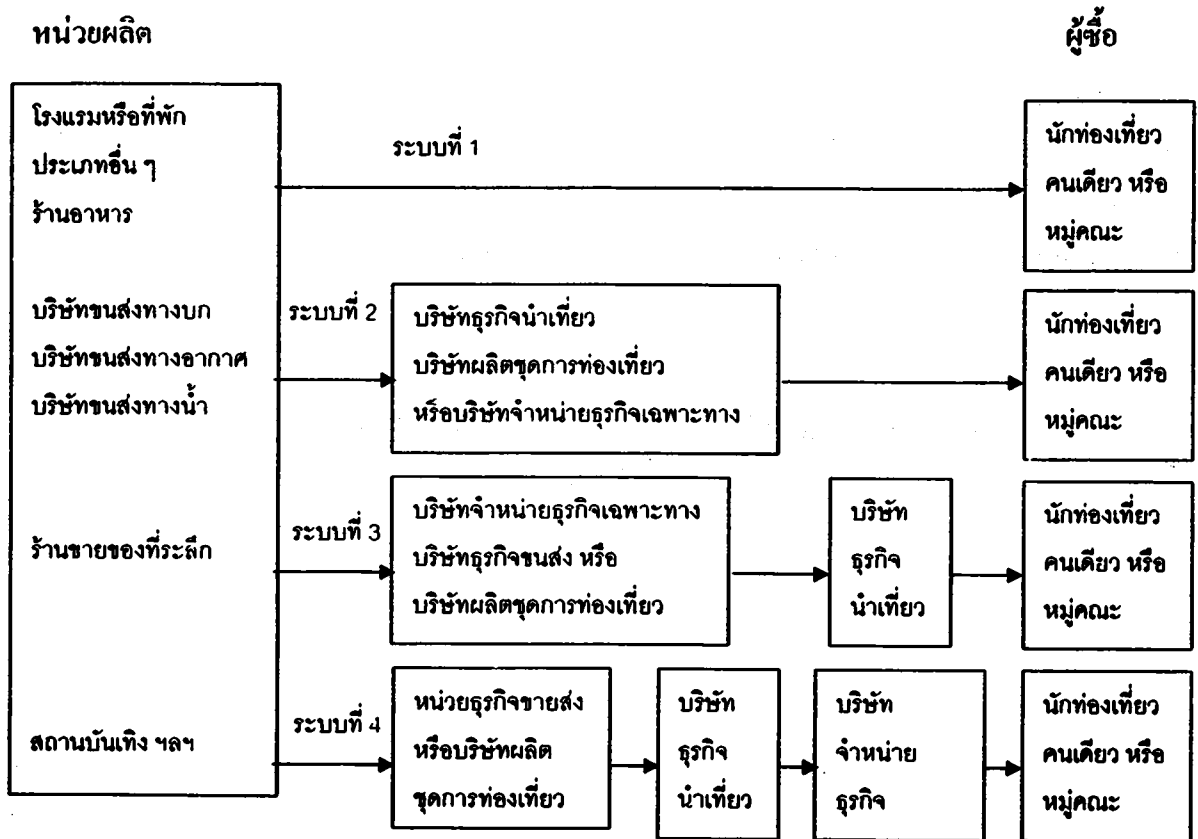 หน่วยผลิต
ผู้ซื้อ
โรงแรมหรือที่พัก
ประเภทอื่น ๆ
ร้านอาหาร
บริษัทขนส่งทางบก
บริษัทขนส่งทางอากาศ
บริษัทขนส่งทางน้ำ
ร้านขายของที่ระลึก
สถานบันเทิง ฯลฯ
ระบบที่ 1
นักท่องเที่ยว
คนเดียว หรือ
หมู่คณะ
ระบบที่ 2
บริษัทธุรกิจนำเที่ยว
บริษัทผลิตชุดการท่องเที่ยว
หรือบริษัทจำหน่ายธุรกิจเฉพาะทาง
นักท่องเที่ยว
คนเดียว หรือ
หมู่คณะ
ระบบที่ 3
บริษัทจำหน่ายธุรกิจเฉพาะทาง
บริษัทธุรกิจขนส่ง หรือ
บริษัทผลิตชุดการท่องเที่ยว
บริษัท
ธุรกิจ
นำเที่ยว
นักท่องเที่ยว
คนเดียว หรือ
หมู่คณะ
ระบบที่ 4
หน่วยธุรกิจขายส่ง
หรือบริษัทผลิต
ชุดการท่องเที่ยว
บริษัท
ธุรกิจ
นำเที่ยว
บริษัท
จำหน่าย
ธุรกิจ
นักท่องเที่ยว
คนเดียว หรือ
หมู่คณะ